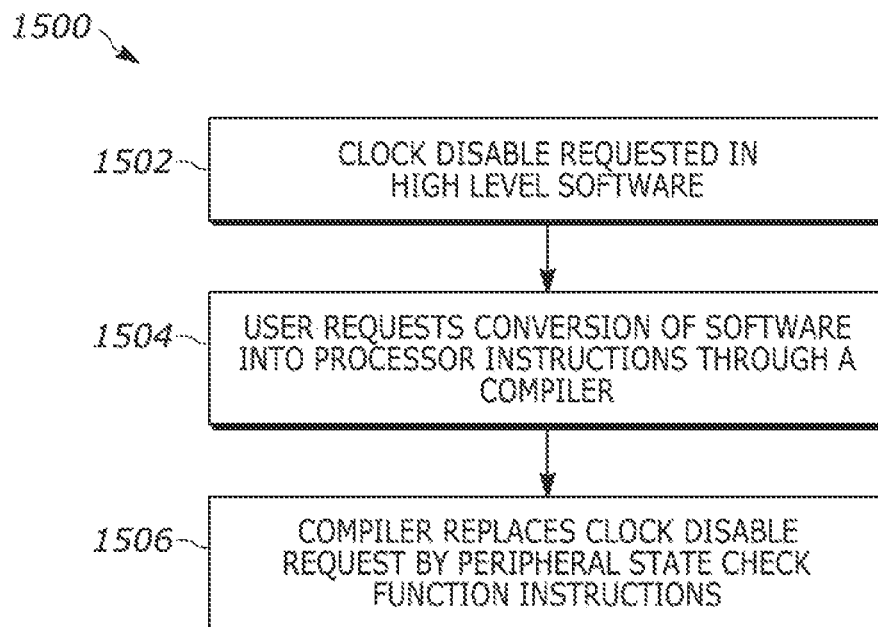 1500
1502
CLOCK DISABLE REQUESTED IN
HIGH LEVEL SOFTWARE
1504
USER REQUESTS CONVERSION OF SOFTWARE
INTO PROCESSOR INSTRUCTIONS THROUGH A
COMPILER
1506
COMPILER REPLACES CLOCK DISABLE
REQUEST BY PERIPHERAL STATE CHECK
FUNCTION INSTRUCTIONS